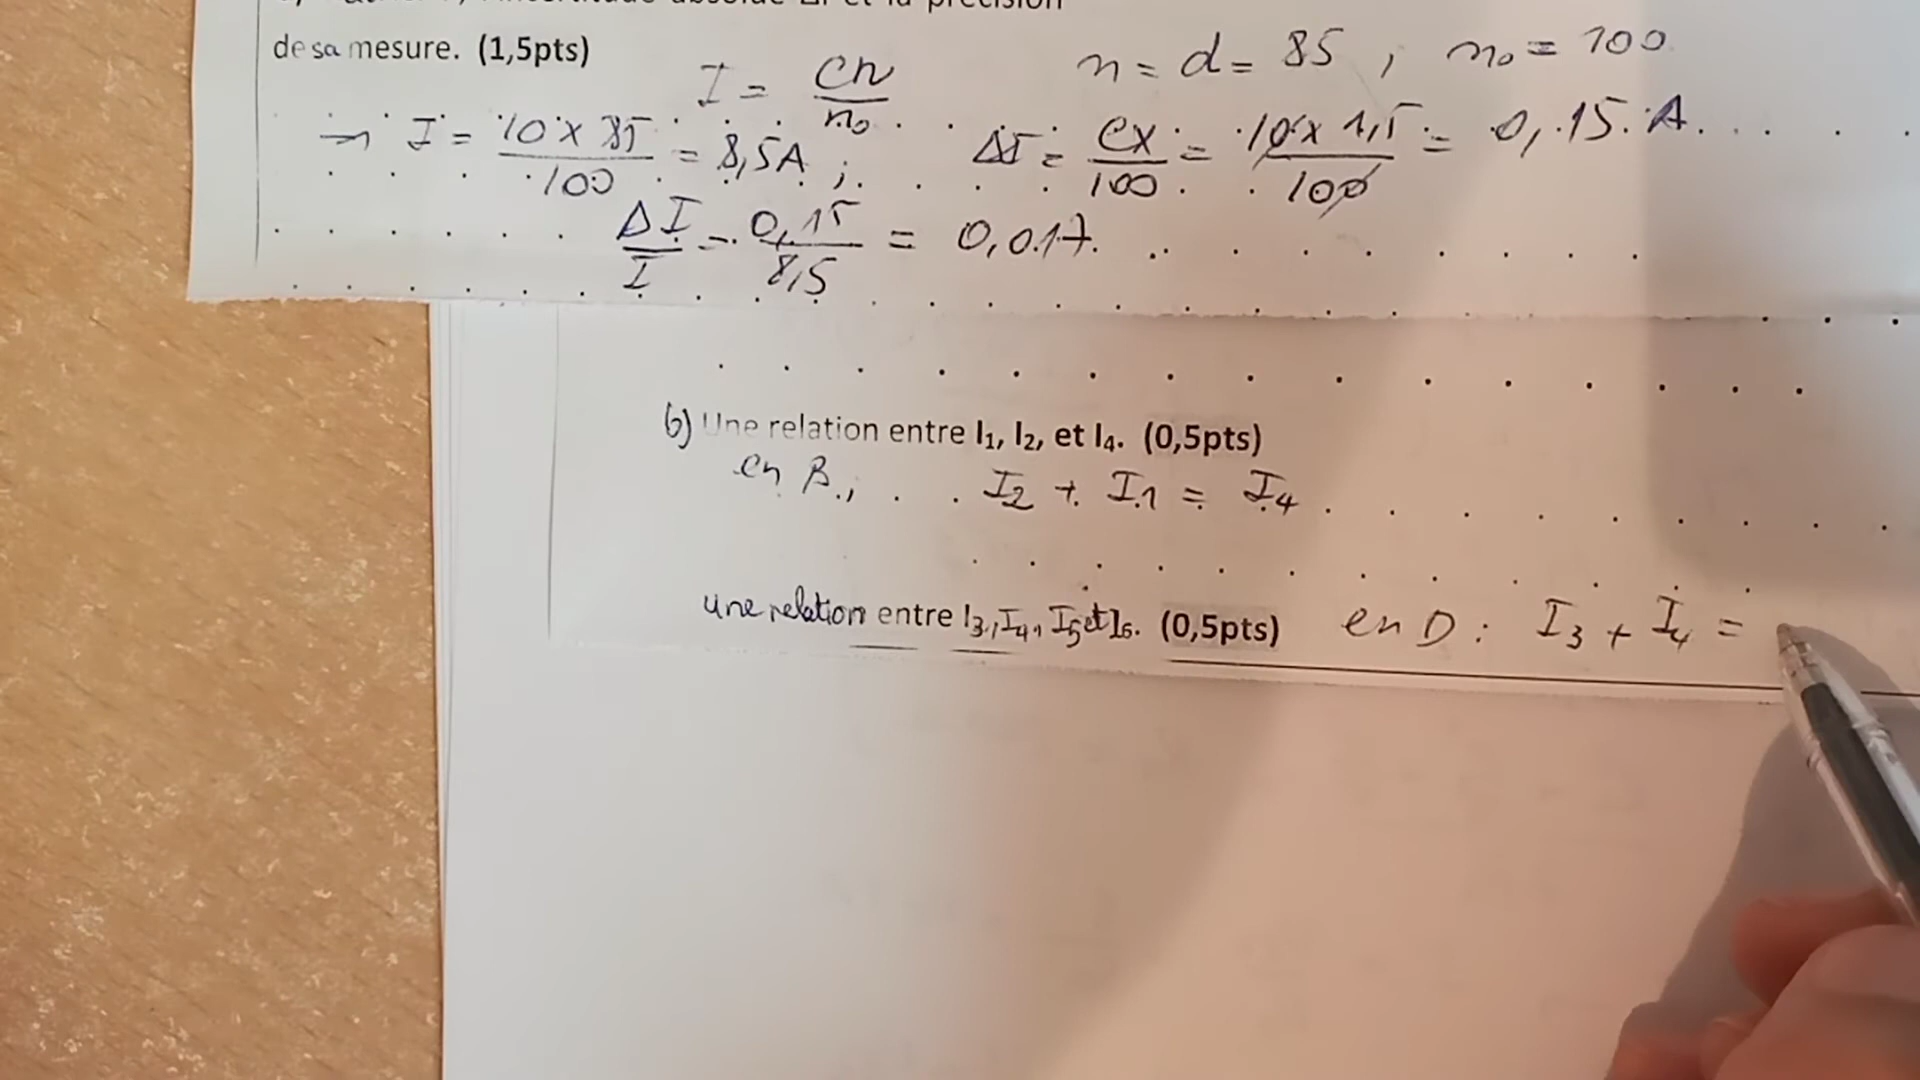 de sa mesure. (1,5pts)
n = d = 85 , n₀ = 100
I = Cn/n₀
→ I = 10 x 85/100 = 8,5A ; ΔI = CX/100 = 10 x 1,5/100 = 0,15 A
ΔI/I = 0,15/8,5 = 0,017
b) Une relation entre I₁, I₂, et I₄. (0,5pts)
en B, I₂ + I₁ = I₄
une relation entre I₃, I₄, I₅ et I₆. (0,5pts) en D : I₃ + I₄ =